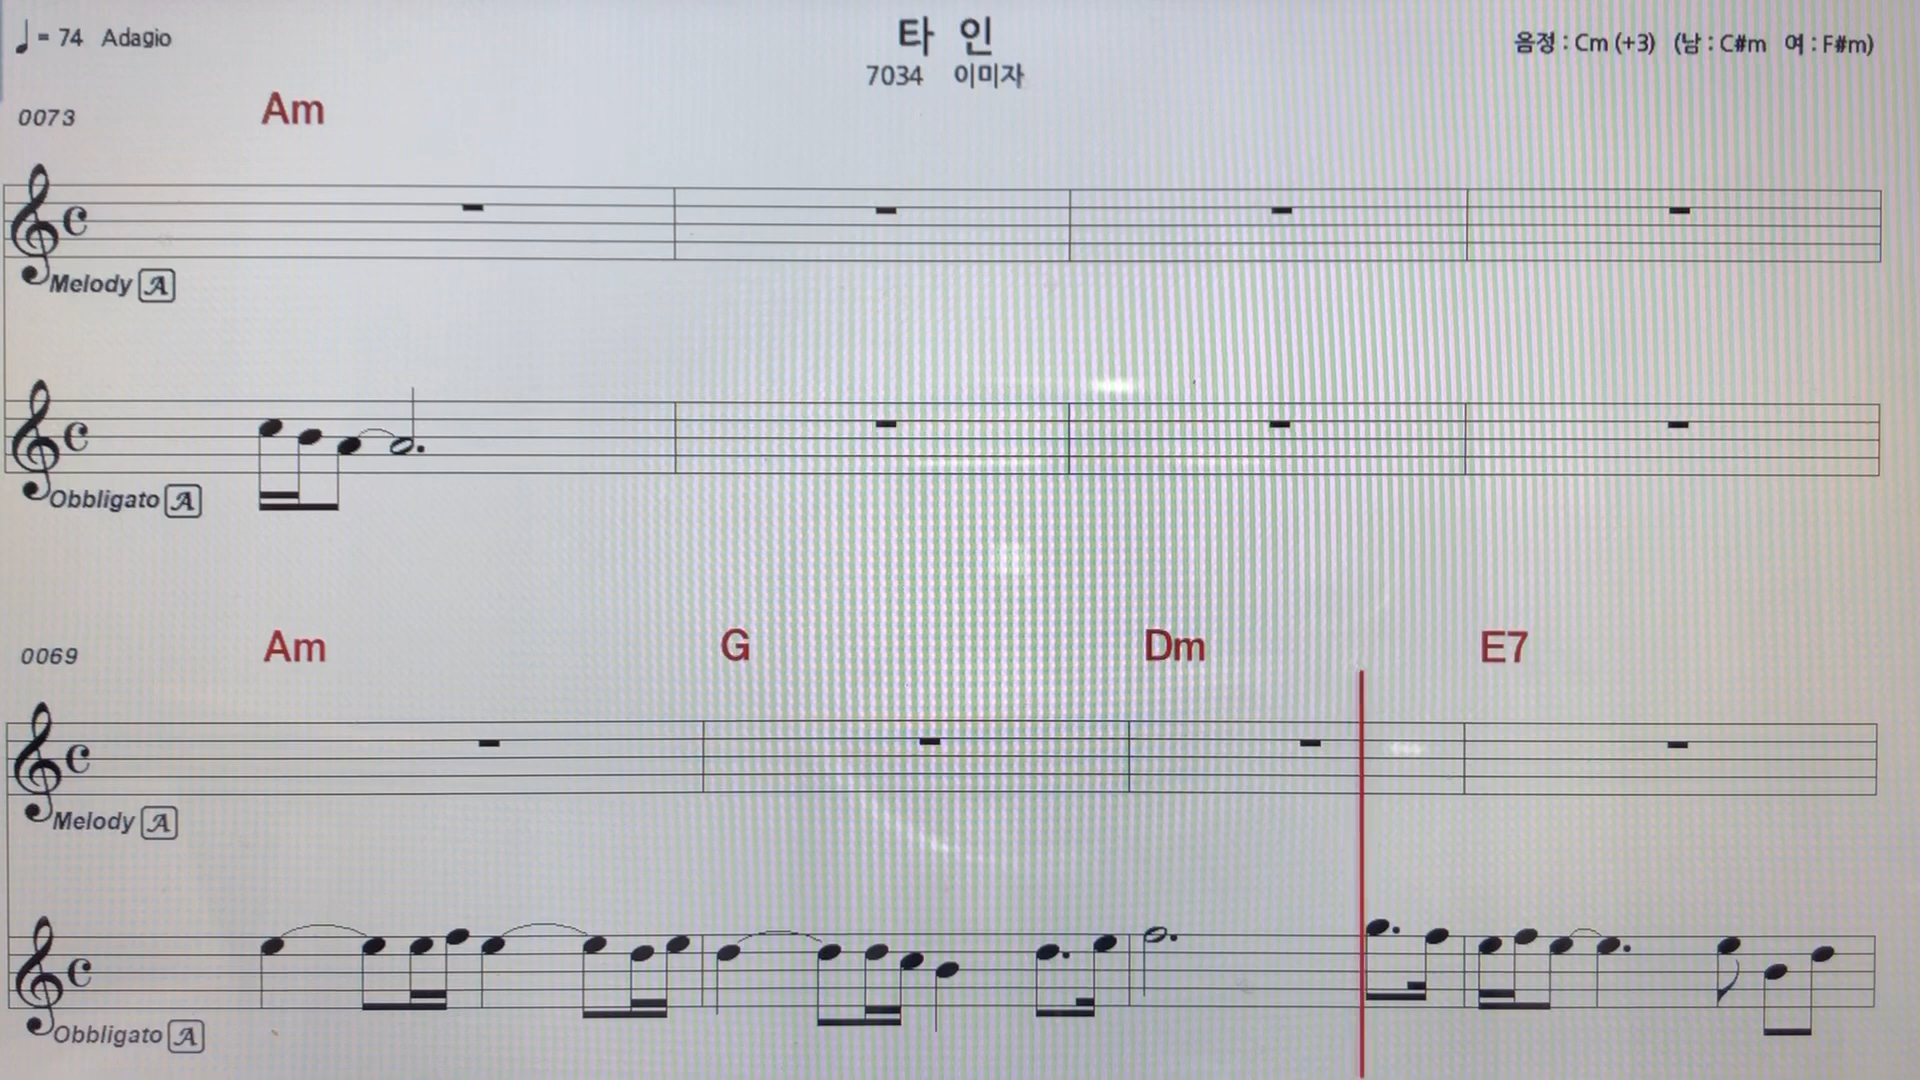 ♩= 74 Adagio
타 인
음정 : Cm (+3) (남 : C#m 여 : F#m)
7034 이미자
0073
Am
Melody A
Obbligato A
0069
Am G Dm E7
Melody A
Obbligato A